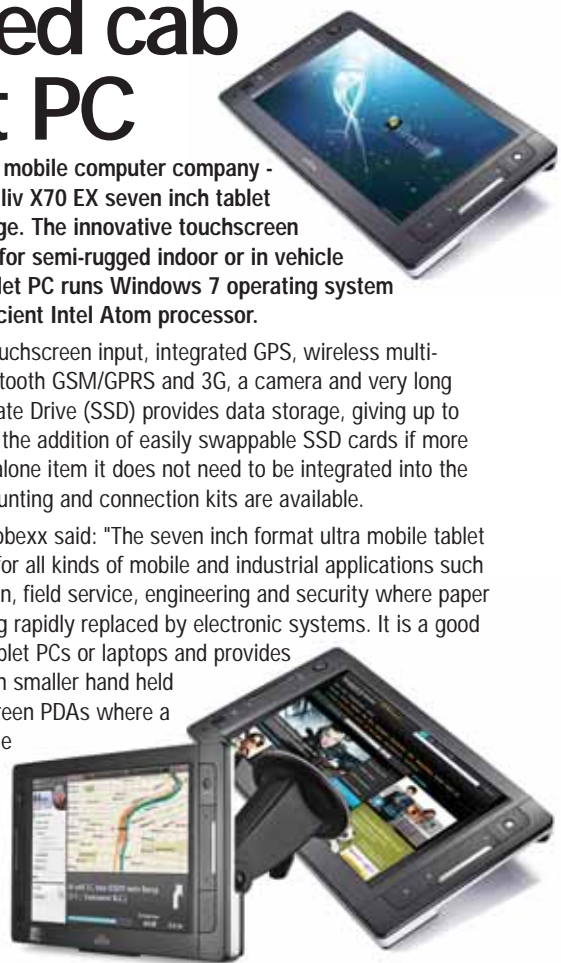 ed cab
t PC
mobile computer company -
liv X70 EX seven inch tablet
ge. The innovative touchscreen
for semi-rugged indoor or in vehicle
let PC runs Windows 7 operating system
cient Intel Atom processor.
uchscreen input, integrated GPS, wireless multi-
tooth GSM/GPRS and 3G, a camera and very long
ate Drive (SSD) provides data storage, giving up to
the addition of easily swappable SSD cards if more
alone item it does not need to be integrated into the
unting and connection kits are available.
obexx said: "The seven inch format ultra mobile tablet
for all kinds of mobile and industrial applications such
n, field service, engineering and security where paper
g rapidly replaced by electronic systems. It is a good
blet PCs or laptops and provides
n smaller hand held
reen PDAs where a
e